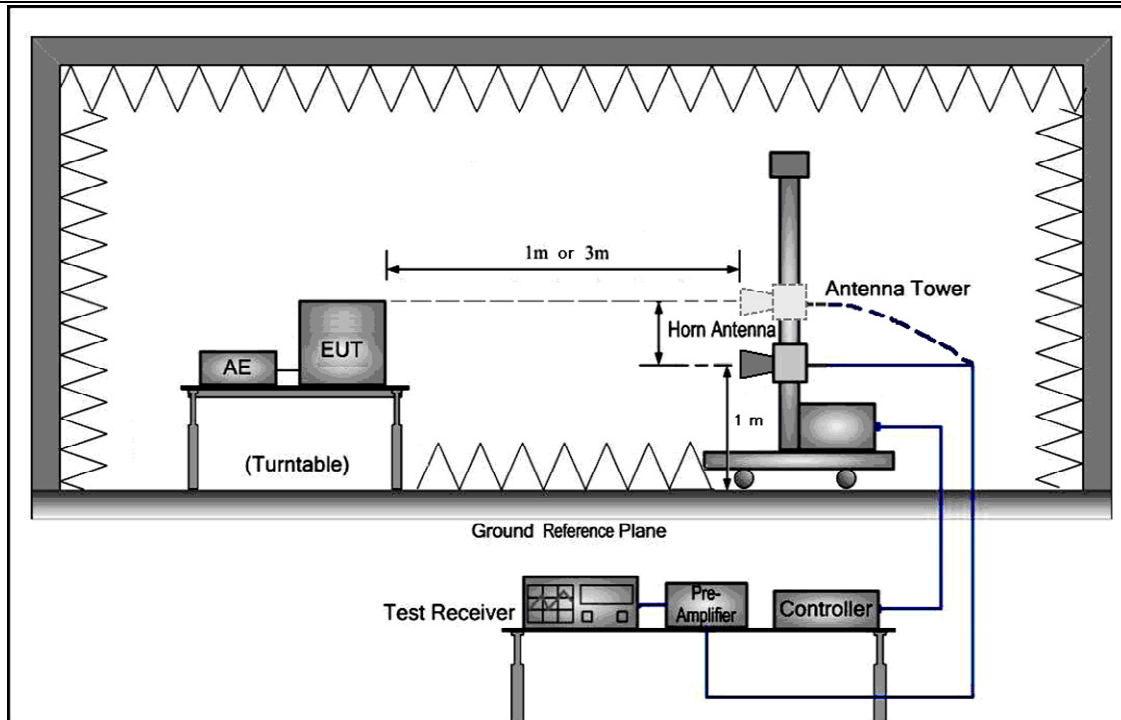 1m or 3m
Antenna Tower
Horn Antenna
EUT
AE
1 m
(Turntable)
Ground Reference Plane
Test Receiver
Pre-
Amplifier
Controller